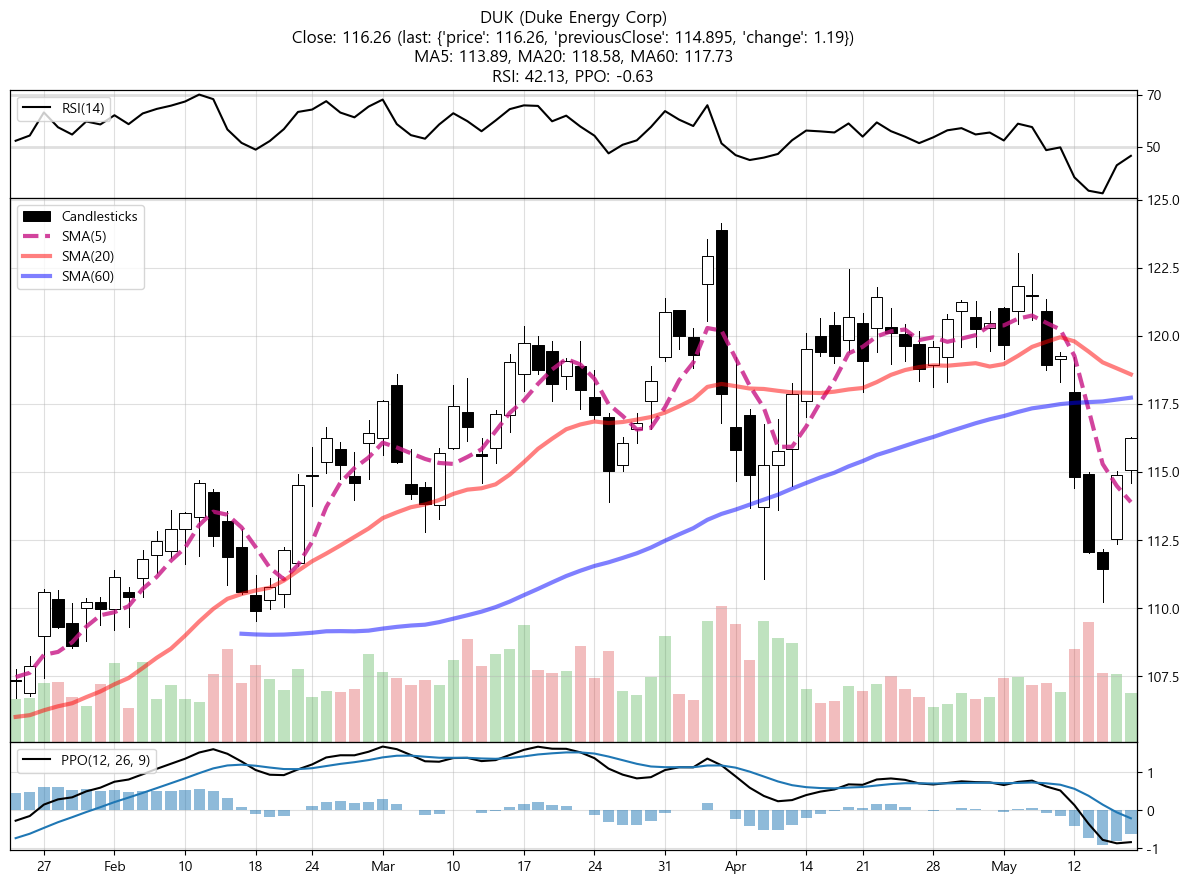 DUK (Duke Energy Corp)
Close: 116.26 (last: {'price': 116.26, 'previousClose': 114.895, 'change': 1.19})
MA5: 113.89, MA20: 118.58, MA60: 117.73
RSI: 42.13, PPO: -0.63
RSI(14)
70
50
Candlesticks
SMA(5)
SMA(20)
SMA(60)
125.0
122.5
120.0
117.5
115.0
112.5
110.0
107.5
PPO(12, 26, 9)
1
0
-1
27 Feb 10 18 24 Mar 10 17 24 31 Apr 14 21 28 May 12